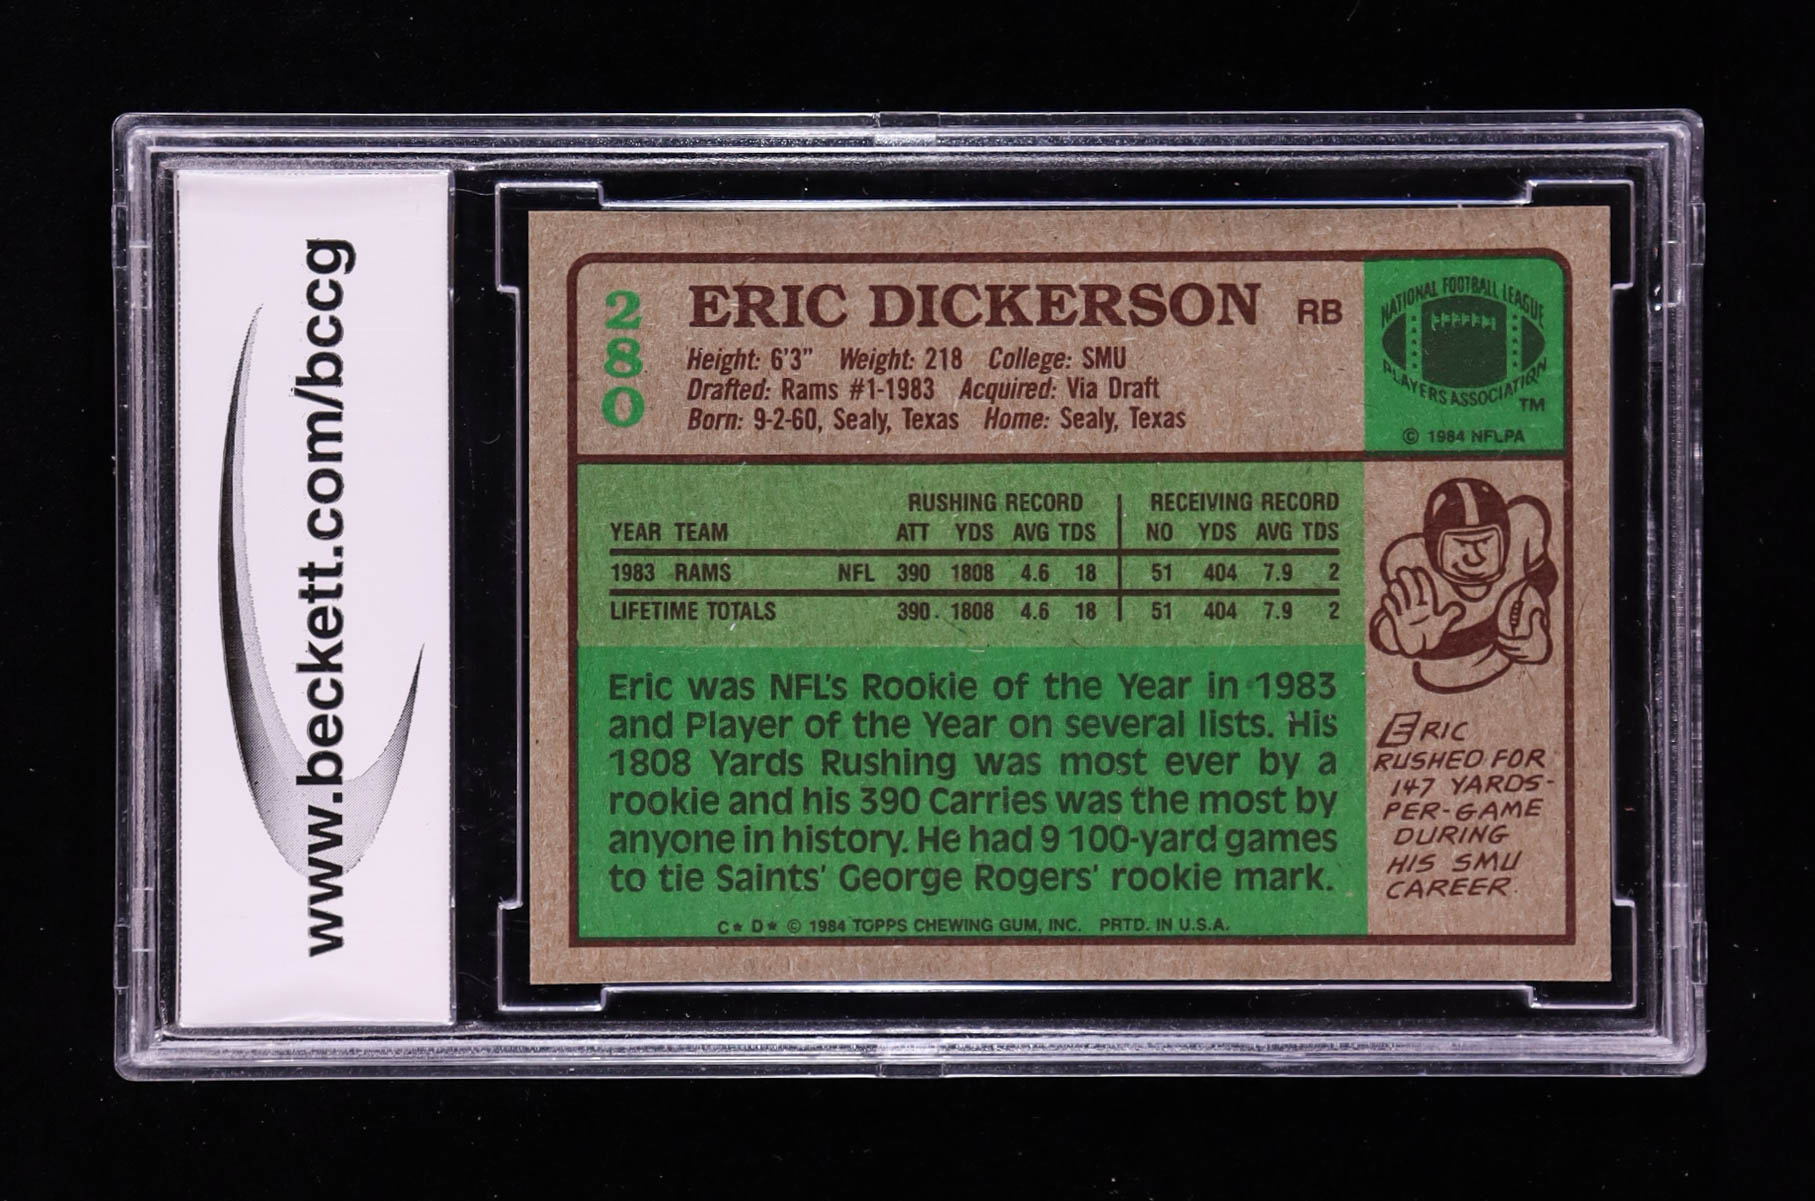 www.beckett.com/bccg
280
ERIC DICKERSON RB
Height: 6'3" Weight: 218 College: SMU
Drafted: Rams #1-1983 Acquired: Via Draft
Born: 9-2-60, Sealy, Texas Home: Sealy, Texas
NATIONAL FOOTBALL LEAGUE
PLAYERS ASSOCIATION
TM
© 1984 NFLPA
RUSHING RECORD RECEIVING RECORD
YEAR TEAM ATT YDS AVG TDS NO YDS AVG TDS
1983 RAMS NFL 390 1808 4.6 18 51 404 7.9 2
LIFETIME TOTALS 390 1808 4.6 18 51 404 7.9 2
Eric was NFL's Rookie of the Year in 1983
and Player of the Year on several lists. His
1808 Yards Rushing was most ever by a
rookie and his 390 Carries was the most by
anyone in history. He had 9 100-yard games
to tie Saints' George Rogers' rookie mark.
ERIC
RUSHED FOR
147 YARDS-
PER-GAME
DURING
HIS SMU
CAREER.
C★ D★ © 1984 TOPPS CHEWING GUM, INC. PRTD. IN U.S.A.